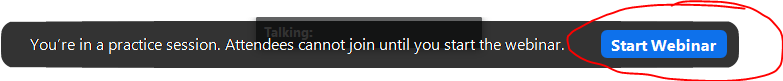 Talking:
You're in a practice session. Attendees cannot join until you start the webinar. Start Webinar